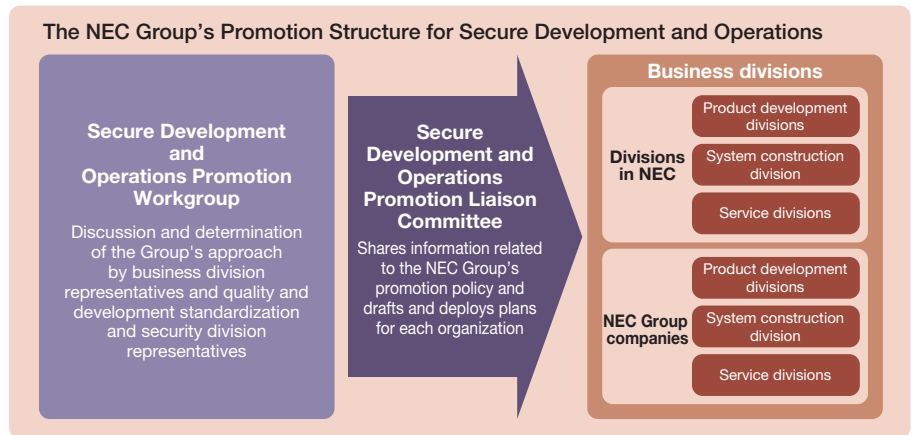 The NEC Group's Promotion Structure for Secure Development and Operations
Secure Development
and
Operations Promotion
Workgroup
Discussion and determination
of the Group's approach
by business division
representatives and quality and
development standardization
and security division
representatives
Secure
Development and
Operations
Promotion Liaison
Committee
Shares information related
to the NEC Group's
promotion policy and
drafts and deploys plans
for each organization
Business divisions
Divisions
in NEC
Product development
divisions
System construction
division
Service divisions
NEC Group
companies
Product development
divisions
System construction
division
Service divisions